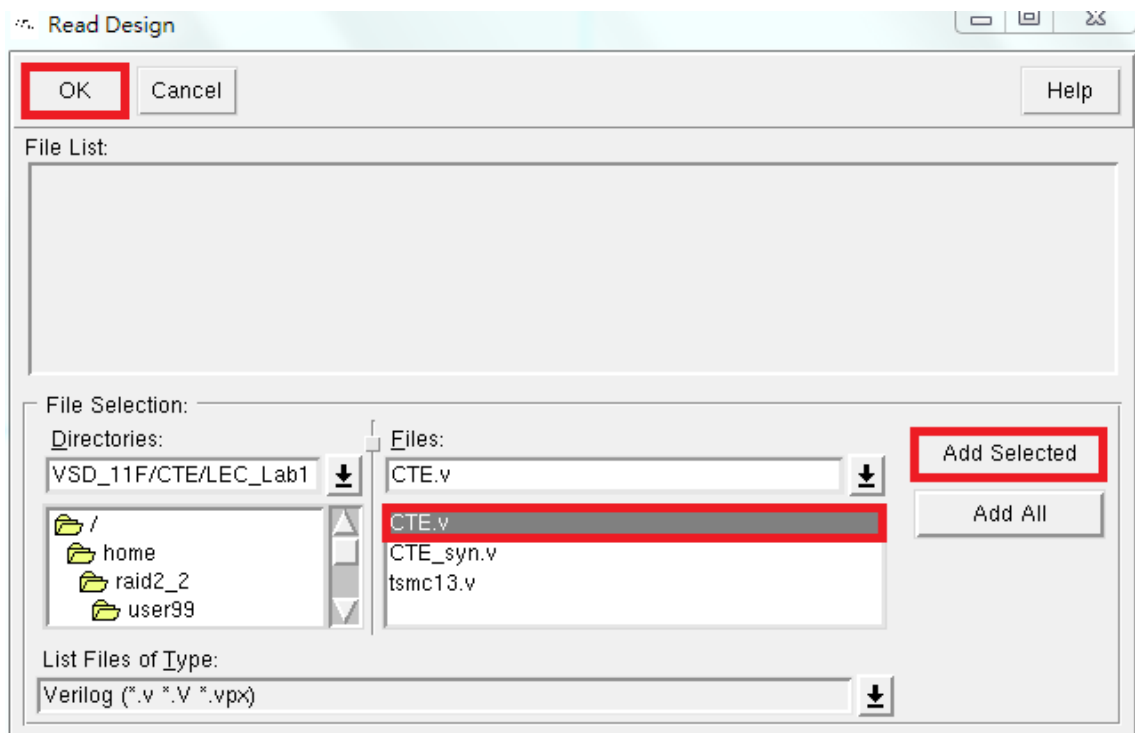 Read Design
OK Cancel Help
File List:
File Selection:
Directories:
VSD_11F/CTE/LEC_Lab1
/
home
raid2_2
user99
Files:
CTE.v
CTE.v
CTE_syn.v
tsmc13.v
Add Selected
Add All
List Files of Type:
Verilog (*.v *.V *.vpx)